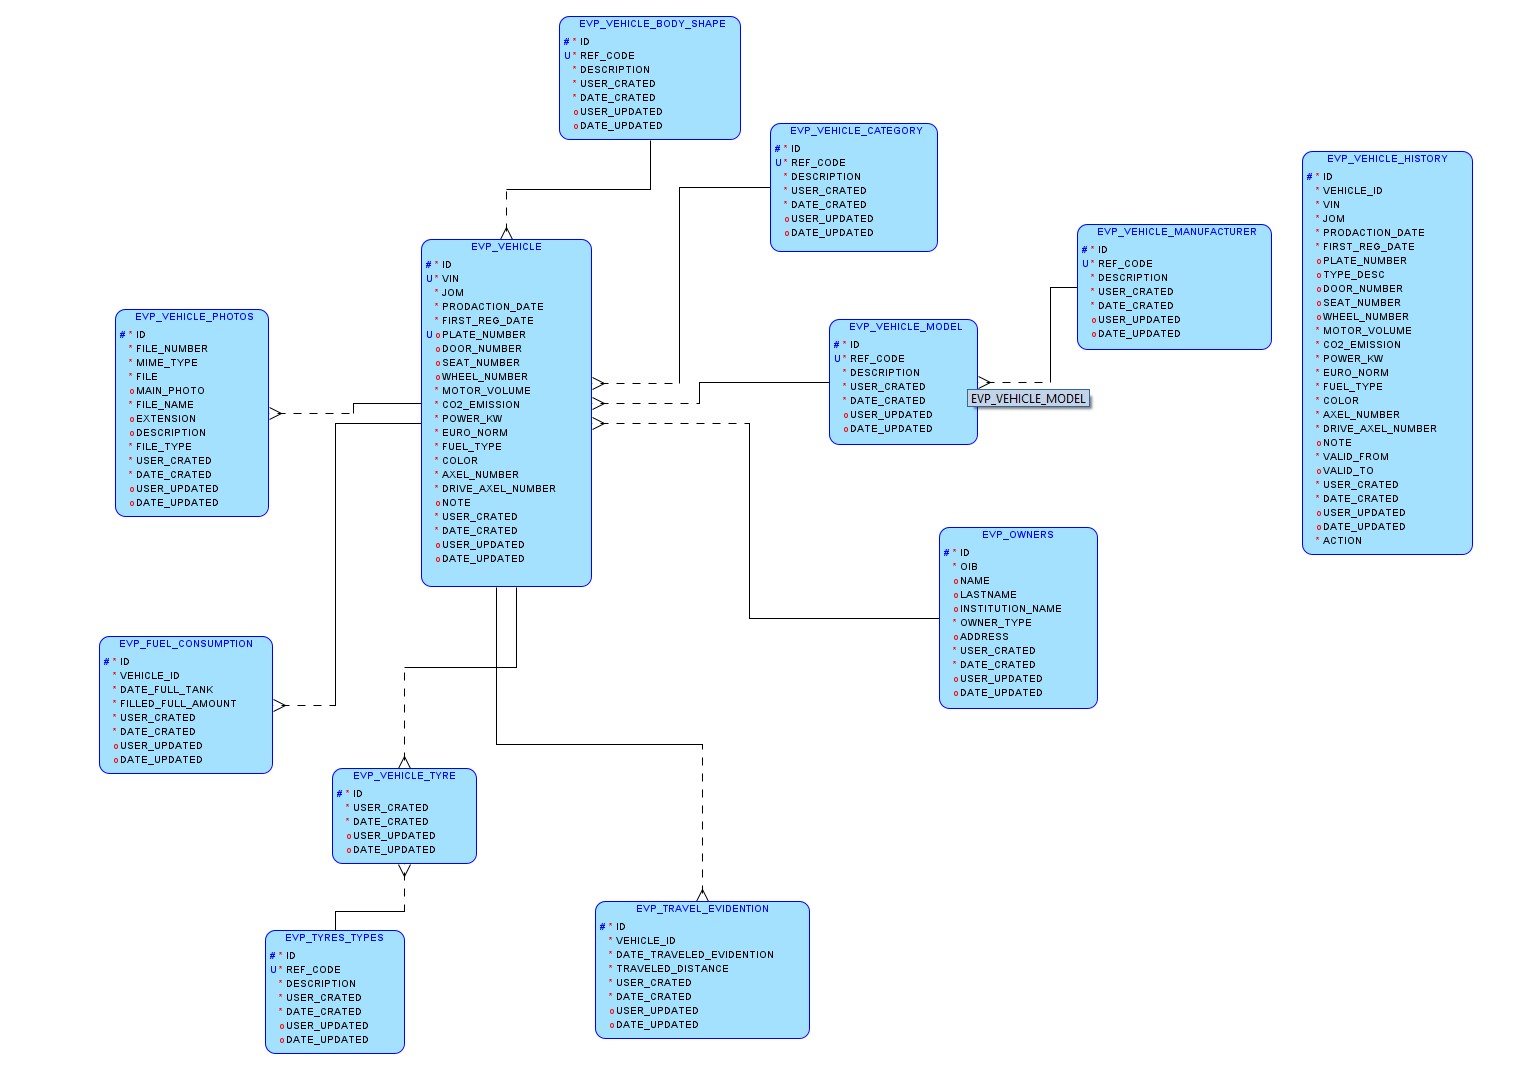 EVP_VEHICLE_BODY_SHAPE
# * ID
U * REF_CODE
* DESCRIPTION
* USER_CRATED
* DATE_CRATED
o USER_UPDATED
o DATE_UPDATED
EVP_VEHICLE_CATEGORY
# * ID
U * REF_CODE
* DESCRIPTION
* USER_CRATED
* DATE_CRATED
o USER_UPDATED
o DATE_UPDATED
EVP_VEHICLE_HISTORY
# * ID
* VEHICLE_ID
* VIN
* JOM
* PRODACTION_DATE
* FIRST_REG_DATE
o PLATE_NUMBER
o TYPE_DESC
o DOOR_NUMBER
o SEAT_NUMBER
o WHEEL_NUMBER
* MOTOR_VOLUME
* CO2_EMISSION
* POWER_KW
* EURO_NORM
* FUEL_TYPE
* COLOR
* AXEL_NUMBER
* DRIVE_AXEL_NUMBER
o NOTE
* VALID_FROM
o VALID_TO
* USER_CRATED
* DATE_CRATED
o USER_UPDATED
o DATE_UPDATED
* ACTION
EVP_VEHICLE_MANUFACTURER
# * ID
U * REF_CODE
* DESCRIPTION
* USER_CRATED
* DATE_CRATED
o USER_UPDATED
o DATE_UPDATED
EVP_VEHICLE
# * ID
U * VIN
* JOM
* PRODACTION_DATE
* FIRST_REG_DATE
U o PLATE_NUMBER
o DOOR_NUMBER
o SEAT_NUMBER
o WHEEL_NUMBER
* MOTOR_VOLUME
* CO2_EMISSION
* POWER_KW
* EURO_NORM
* FUEL_TYPE
* COLOR
* AXEL_NUMBER
* DRIVE_AXEL_NUMBER
o NOTE
* USER_CRATED
* DATE_CRATED
o USER_UPDATED
o DATE_UPDATED
EVP_VEHICLE_PHOTOS
# * ID
* FILE_NUMBER
* MIME_TYPE
* FILE
o MAIN_PHOTO
* FILE_NAME
o EXTENSION
o DESCRIPTION
* FILE_TYPE
* USER_CRATED
* DATE_CRATED
o USER_UPDATED
o DATE_UPDATED
EVP_VEHICLE_MODEL
# * ID
U * REF_CODE
* DESCRIPTION
* USER_CRATED
* DATE_CRATED
o USER_UPDATED
o DATE_UPDATED
EVP_VEHICLE_MODEL
EVP_OWNERS
# * ID
* OIB
o NAME
o LASTNAME
o INSTITUTION_NAME
* OWNER_TYPE
o ADDRESS
* USER_CRATED
* DATE_CRATED
o USER_UPDATED
o DATE_UPDATED
EVP_FUEL_CONSUMPTION
# * ID
* VEHICLE_ID
* DATE_FULL_TANK
* FILLED_FULL_AMOUNT
* USER_CRATED
* DATE_CRATED
o USER_UPDATED
o DATE_UPDATED
EVP_VEHICLE_TYRE
# * ID
* USER_CRATED
* DATE_CRATED
o USER_UPDATED
o DATE_UPDATED
EVP_TRAVEL_EVIDENTION
# * ID
* VEHICLE_ID
* DATE_TRAVELED_EVIDENTION
* TRAVELED_DISTANCE
* USER_CRATED
* DATE_CRATED
o USER_UPDATED
o DATE_UPDATED
EVP_TYRES_TYPES
# * ID
U * REF_CODE
* DESCRIPTION
* USER_CRATED
* DATE_CRATED
o USER_UPDATED
o DATE_UPDATED